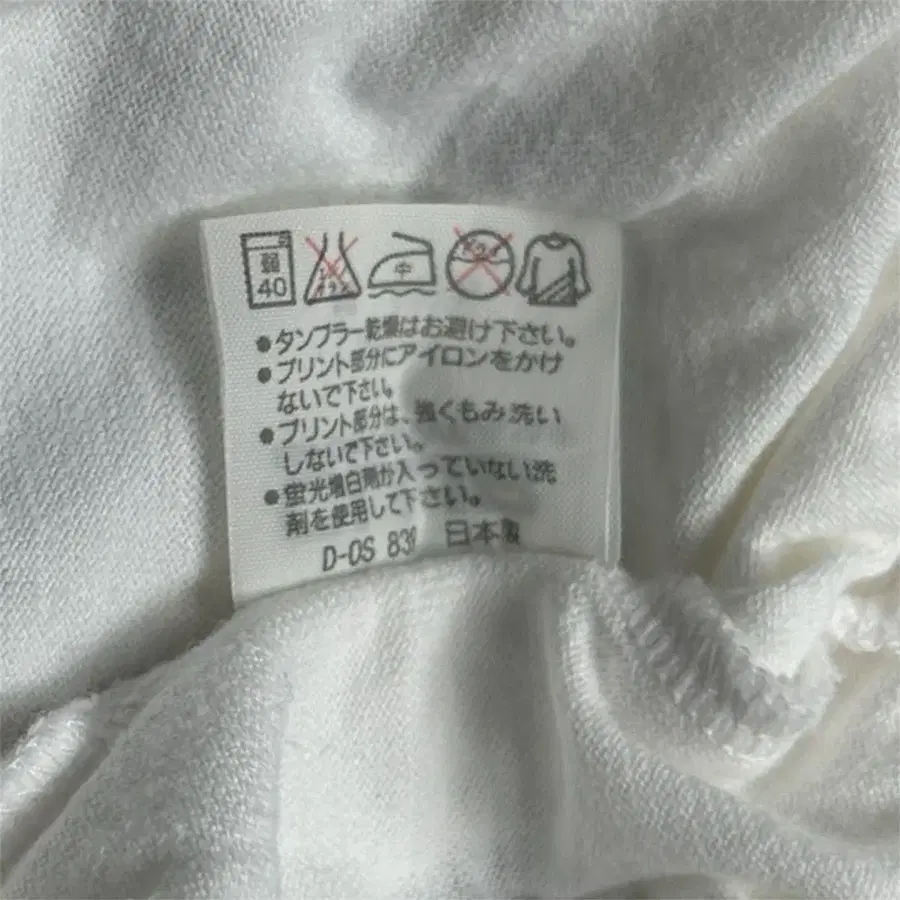 弱
40
中
●タンブラー乾燥はお避け下さい。
●プリント部分にアイロンをかけ
ないで下さい。
●プリント部分は、強くもみ洗い
しないで下さい。
●蛍光増白剤が入っていない洗
剤を使用して下さい。
D-OS 日本製